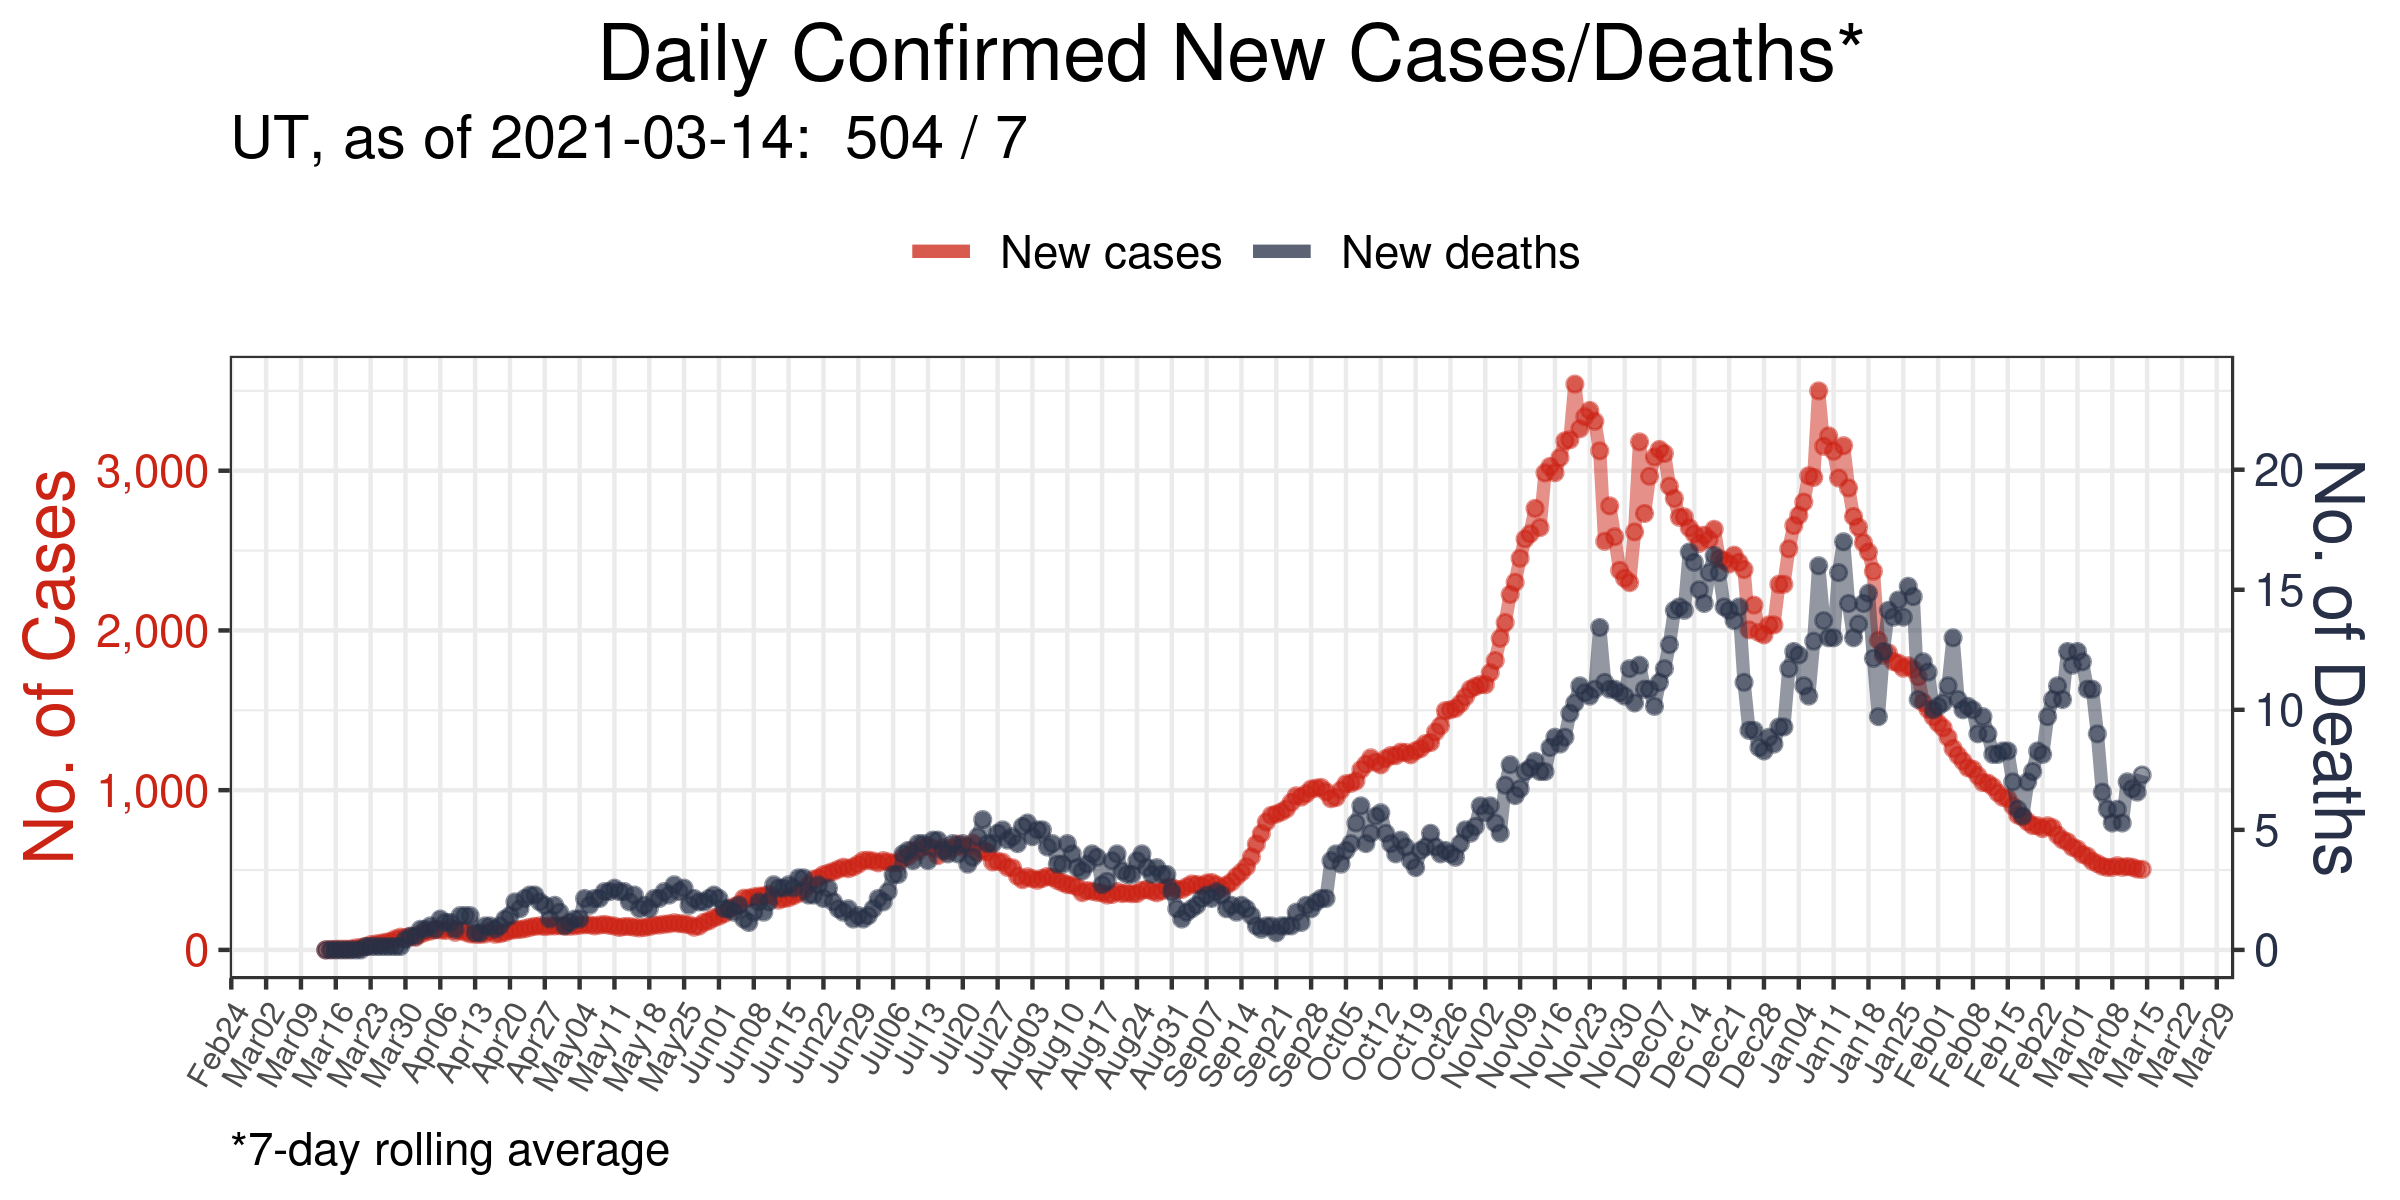 Daily Confirmed New Cases/Deaths*
UT, as of 2021-03-14:  504 / 7
New cases
New deaths
No. of Cases
3,000
2,000
1,000
0
No. of Deaths
20
15
10
5
0
Feb24
Mar02
Mar09
Mar16
Mar23
Mar30
Apr06
Apr13
Apr20
Apr27
May04
May11
May18
May25
Jun01
Jun08
Jun15
Jun22
Jun29
Jul06
Jul13
Jul20
Jul27
Aug03
Aug10
Aug17
Aug24
Aug31
Sep07
Sep14
Sep21
Sep28
Oct05
Oct12
Oct19
Oct26
Nov02
Nov09
Nov16
Nov23
Nov30
Dec07
Dec14
Dec21
Dec28
Jan04
Jan11
Jan18
Jan25
Feb01
Feb08
Feb15
Feb22
Mar01
Mar08
Mar15
Mar22
Mar29
*7-day rolling average